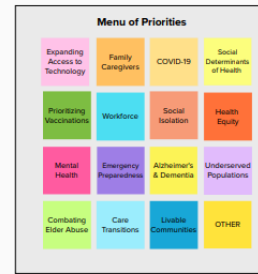 Menu of Priorities
Expanding
Access to
Technology
Family
Caregivers
COVID-19
Social
Determinants
of Health
Prioritizing
Vaccinations
Workforce
Social
Isolation
Health
Equity
Mental
Health
Emergency
Preparedness
Alzheimer's
& Dementia
Underserved
Populations
Combating
Elder Abuse
Care
Transitions
Livable
Communities
OTHER